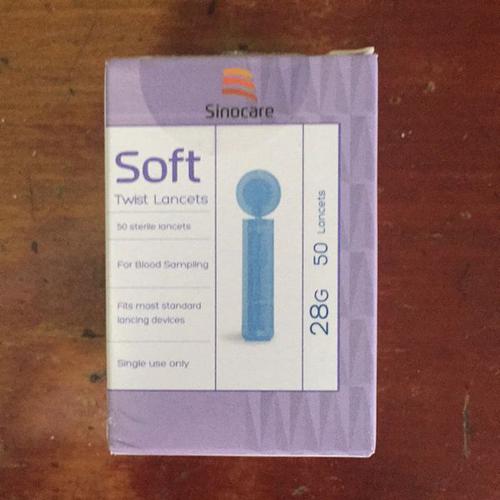 Sinocare
Soft
Twist Lancets
50 sterile lancets
For Blood Sampling
Fits most standard
lancing devices
Single use only
28G 50 Lancets